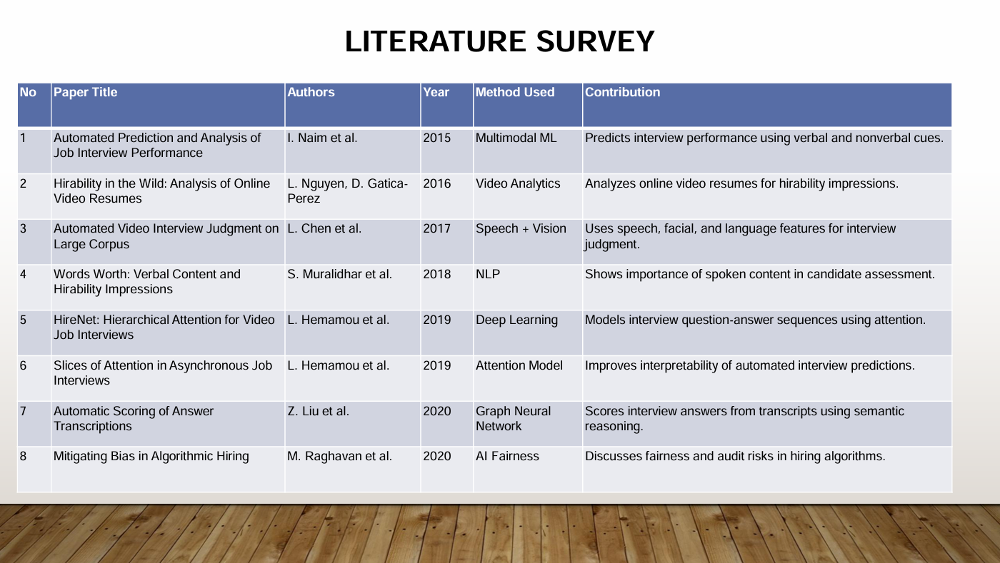 LITERATURE SURVEY
No Paper Title Authors Year Method Used Contribution
1 Automated Prediction and Analysis of I. Naim et al. 2015 Multimodal ML Predicts interview performance using verbal and nonverbal cues.
Job Interview Performance
2 Hirability in the Wild: Analysis of Online L. Nguyen, D. Gatica- 2016 Video Analytics Analyzes online video resumes for hirability impressions.
Video Resumes Perez
3 Automated Video Interview Judgment on L. Chen et al. 2017 Speech + Vision Uses speech, facial, and language features for interview
Large Corpus judgment.
4 Words Worth: Verbal Content and S. Muralidhar et al. 2018 NLP Shows importance of spoken content in candidate assessment.
Hirability Impressions
5 HireNet: Hierarchical Attention for Video L. Hemamou et al. 2019 Deep Learning Models interview question-answer sequences using attention.
Job Interviews
6 Slices of Attention in Asynchronous Job L. Hemamou et al. 2019 Attention Model Improves interpretability of automated interview predictions.
Interviews
7 Automatic Scoring of Answer Z. Liu et al. 2020 Graph Neural Scores interview answers from transcripts using semantic
Transcriptions Network reasoning.
8 Mitigating Bias in Algorithmic Hiring M. Raghavan et al. 2020 AI Fairness Discusses fairness and audit risks in hiring algorithms.